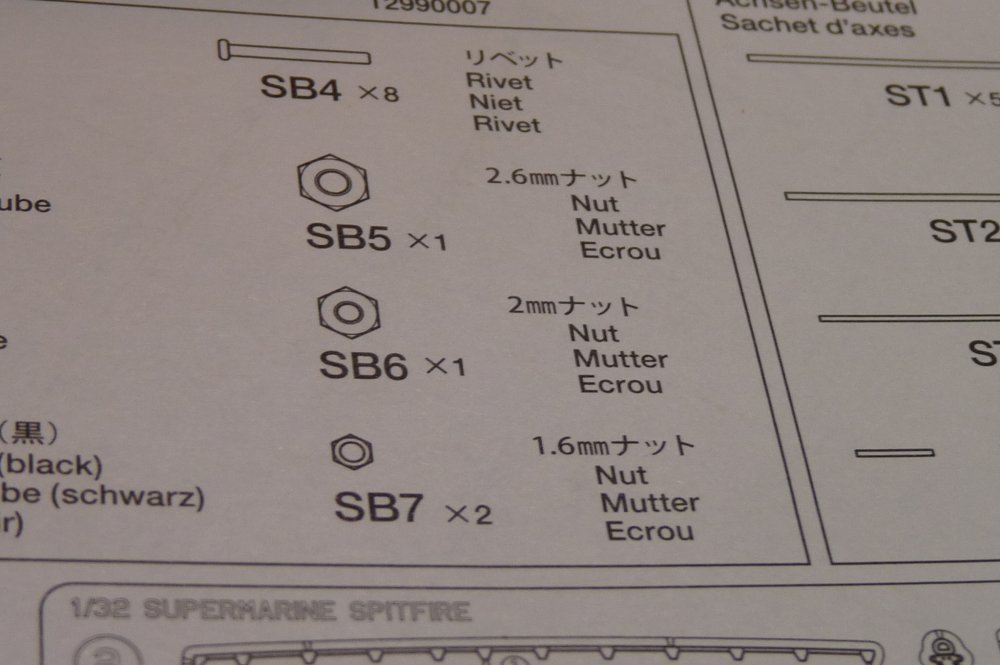 12990007
リベット
Rivet
Niet
Rivet
SB4 ×8
2.6mmナット
Nut
Mutter
Ecrou
SB5 ×1
2mmナット
Nut
Mutter
Ecrou
SB6 ×1
1.6mmナット
Nut
Mutter
Ecrou
SB7 ×2
ube
e
(黒)
(black)
be (schwarz)
ir)
Achsen-Beutel
Sachet d'axes
ST1 ×5
ST2
ST
1/32 SUPERMARINE SPITFIRE